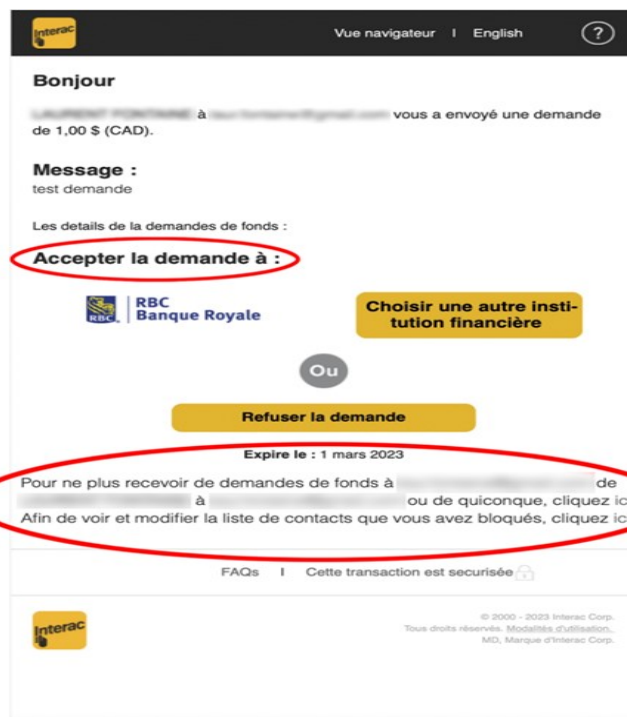 Interac
Vue navigateur I English ?
Bonjour
à vous a envoyé une demande
de 1,00 $ (CAD).
Message :
test demande
Les details de la demandes de fonds :
Accepter la demande à :
RBC
RBC
Banque Royale
Choisir une autre insti-
tution financière
Ou
Refuser la demande
Expire le : 1 mars 2023
Pour ne plus recevoir de demandes de fonds à de
à ou de quiconque, cliquez ic
Afin de voir et modifier la liste de contacts que vous avez bloqués, cliquez ic
FAQs I Cette transaction est securisée
Interac
© 2000 - 2023 Interac Corp.
Tous droits réservés. Modalités d'utilisation.
MD, Marque d'Interac Corp.